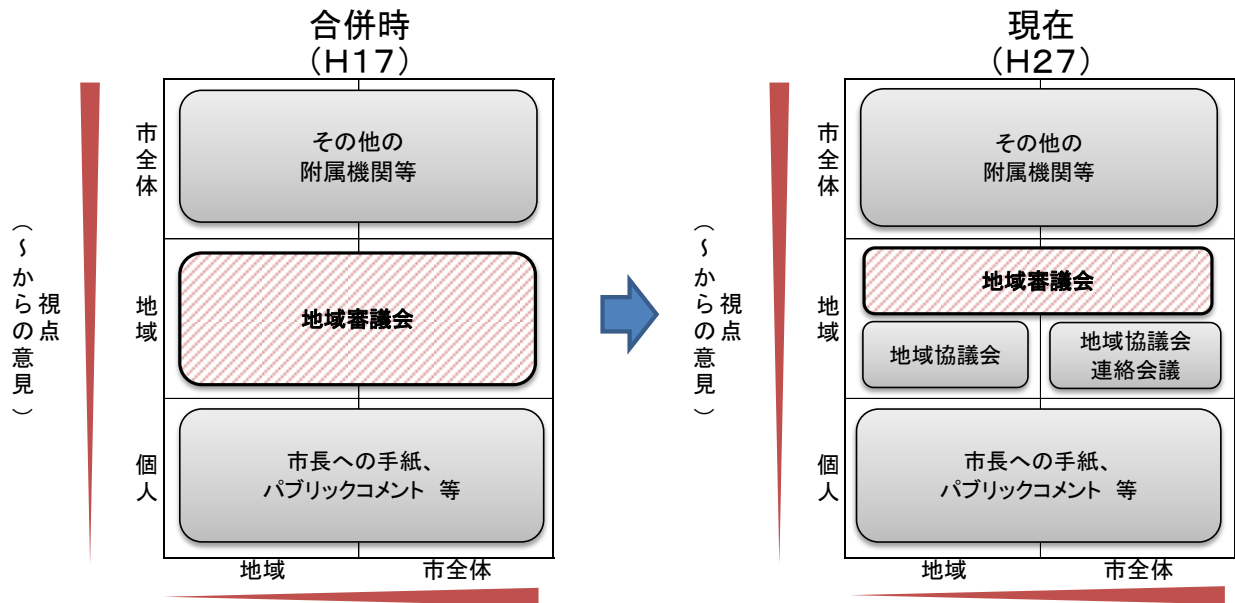 合併時
（H17）
視点
（～からの意見）
市全体
その他の
附属機関等
地域
地域審議会
個人
市長への手紙、
パブリックコメント　等
地域
市全体
現在
（H27）
視点
（～からの意見）
市全体
その他の
附属機関等
地域
地域審議会
地域協議会
地域協議会
連絡会議
個人
市長への手紙、
パブリックコメント　等
地域
市全体